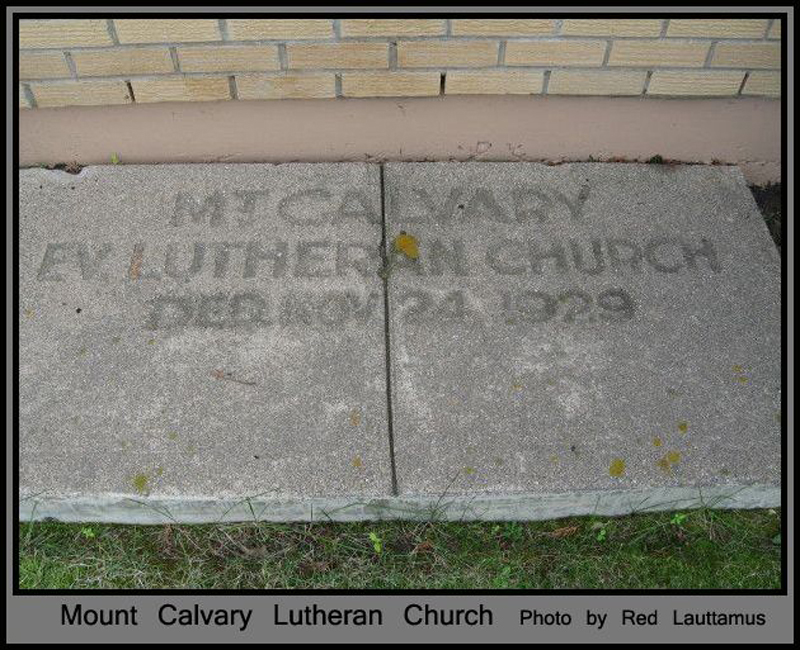 MT CALVARY
EV. LUTHERAN CHURCH
DED. NOV. 24, 1929
Mount Calvary Lutheran Church Photo by Red Lauttamus